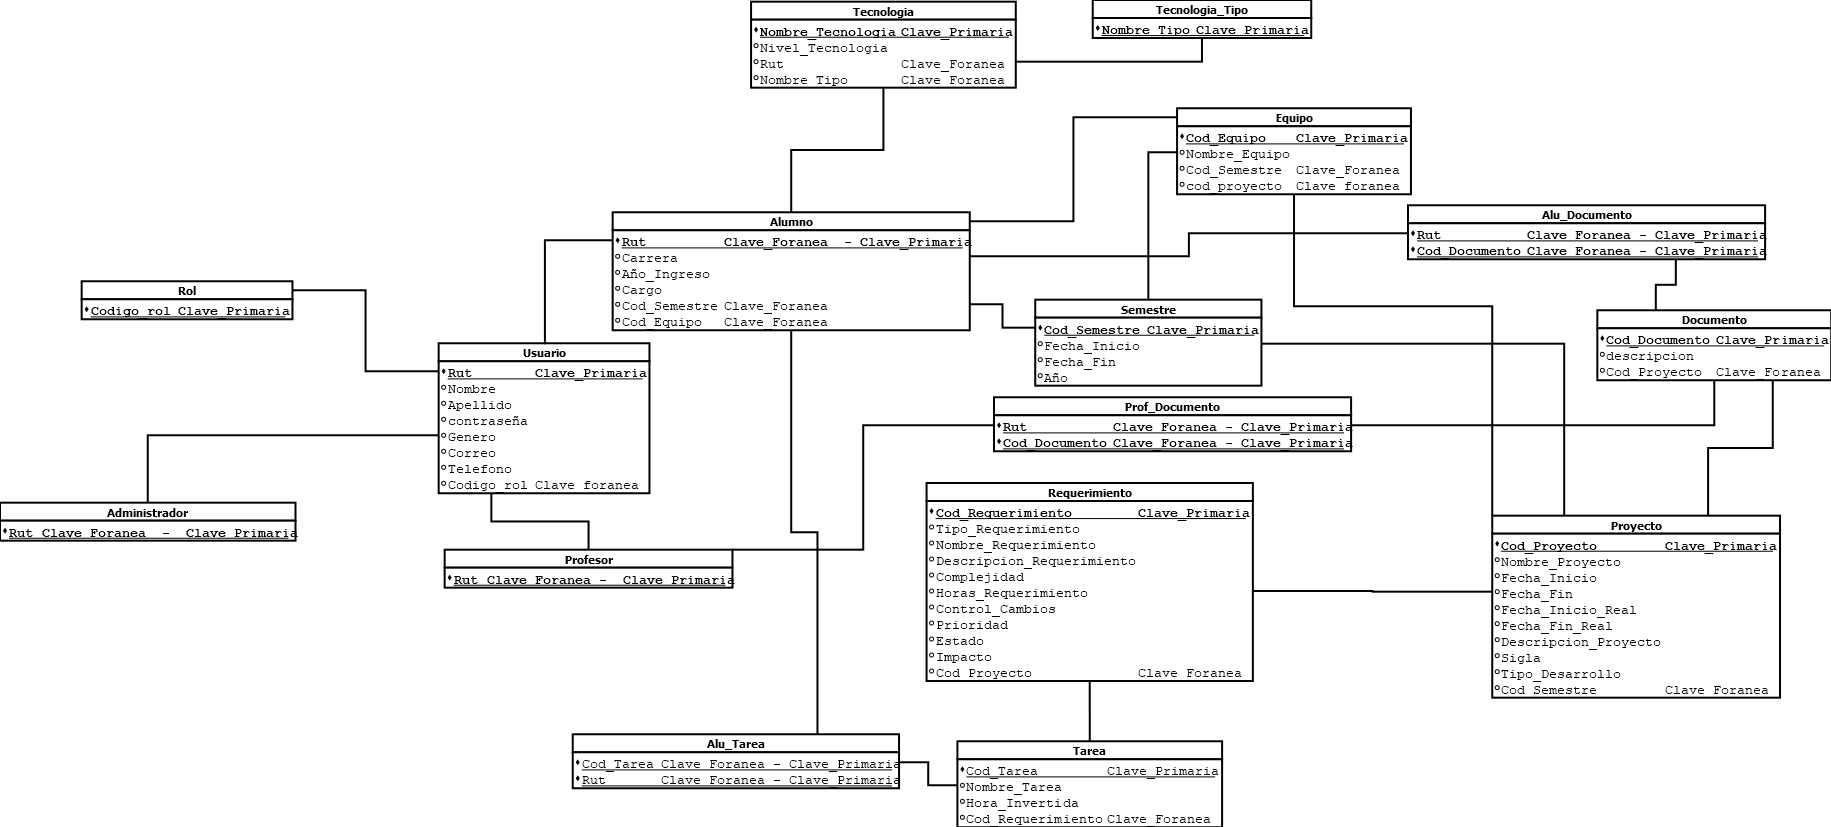 Tecnologia
Nombre_Tecnologia Clave_Primaria
Nivel_Tecnologia
Rut Clave_Foranea
Nombre_Tipo Clave_Foranea
Tecnologia_Tipo
Nombre_Tipo Clave_Primaria
Equipo
Cod_Equipo Clave_Primaria
Nombre_Equipo
Cod_Semestre Clave_Foranea
cod_proyecto Clave_foranea
Alumno
Rut Clave_Foranea - Clave_Primaria
Carrera
Año_Ingreso
Cargo
Cod_Semestre Clave_Foranea
Cod_Equipo Clave_Foranea
Alu_Documento
Rut Clave_Foranea - Clave_Primaria
Cod_Documento Clave_Foranea - Clave_Primaria
Rol
Codigo_rol Clave_Primaria
Semestre
Cod_Semestre Clave_Primaria
Fecha_Inicio
Fecha_Fin
Año
Documento
Cod_Documento Clave_Primaria
descripcion
Cod_Proyecto Clave_Foranea
Usuario
Rut Clave_Primaria
Nombre
Apellido
contraseña
Genero
Correo
Telefono
Codigo_rol Clave_foranea
Prof_Documento
Rut Clave_Foranea - Clave_Primaria
Cod_Documento Clave_Foranea - Clave_Primaria
Administrador
Rut Clave_Foranea - Clave_Primaria
Profesor
Rut Clave_Foranea - Clave_Primaria
Requerimiento
Cod_Requerimiento Clave_Primaria
Tipo_Requerimiento
Nombre_Requerimiento
Descripcion_Requerimiento
Complejidad
Horas_Requerimiento
Control_Cambios
Prioridad
Estado
Impacto
Cod_Proyecto Clave_Foranea
Proyecto
Cod_Proyecto Clave_Primaria
Nombre_Proyecto
Fecha_Inicio
Fecha_Fin
Fecha_Inicio_Real
Fecha_Fin_Real
Descripcion_Proyecto
Sigla
Tipo_Desarrollo
Cod_Semestre Clave_Foranea
Alu_Tarea
Cod_Tarea Clave_Foranea - Clave_Primaria
Rut Clave_Foranea - Clave_Primaria
Tarea
Cod_Tarea Clave_Primaria
Nombre_Tarea
Hora_Invertida
Cod_Requerimiento Clave_Foranea